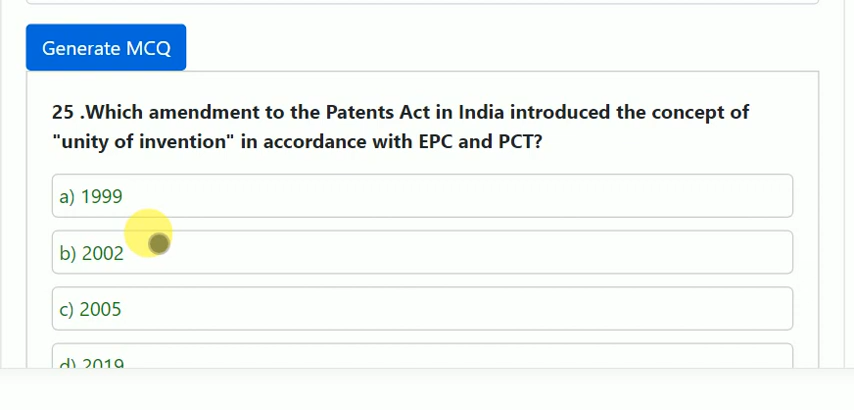 Generate MCQ
25 .Which amendment to the Patents Act in India introduced the concept of
"unity of invention" in accordance with EPC and PCT?
a) 1999
b) 2002
c) 2005
d) 2019